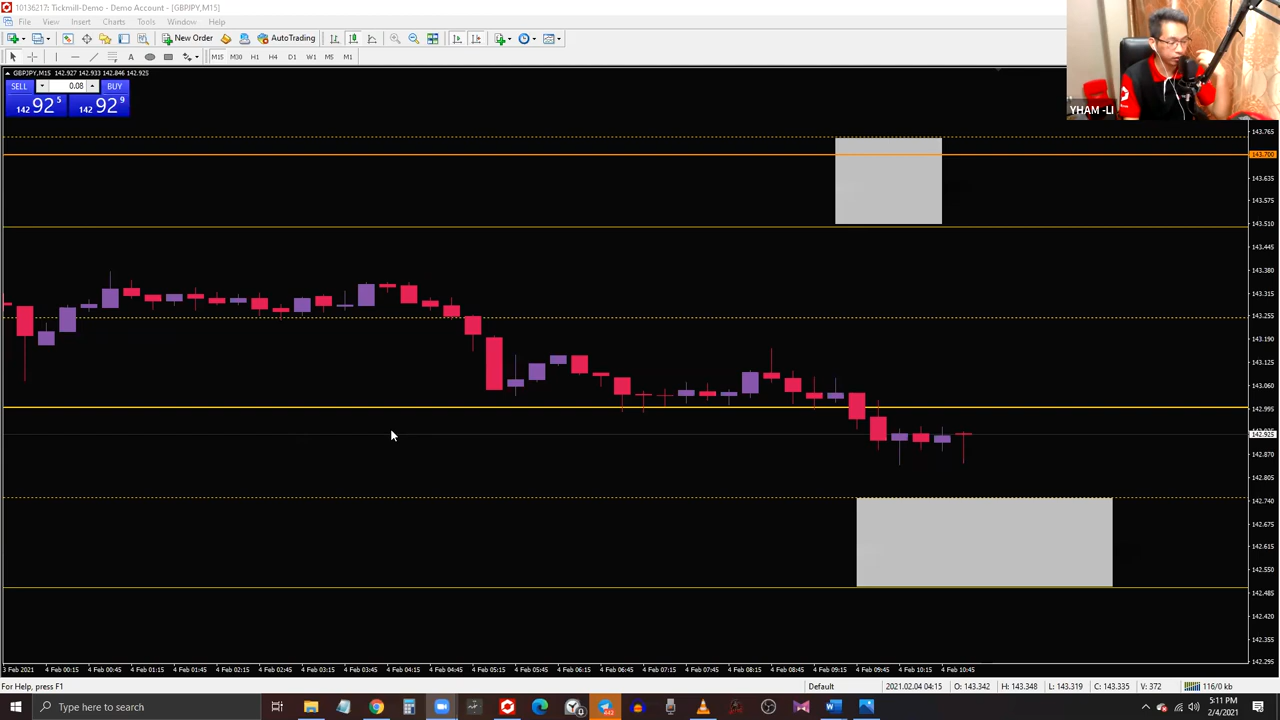 10136217: Tickmill-Demo - Demo Account - [GBPJPY,M15]
File View Insert Charts Tools Window Help
New Order AutoTrading
M15 M30 H1 H4 D1 W1 M5 M1
GBPJPY,M15 142.927 142.933 142.846 142.925
SELL 0.08 BUY
142 92 5 142 92 9
YHAM -LI
143.765
143.700
143.635
143.575
143.510
143.445
143.380
143.315
143.255
143.190
143.125
143.060
142.995
142.925
142.870
142.805
142.740
142.675
142.615
142.550
142.485
142.420
142.355
142.295
3 Feb 2021 4 Feb 00:15 4 Feb 00:45 4 Feb 01:15 4 Feb 01:45 4 Feb 02:15 4 Feb 02:45 4 Feb 03:15 4 Feb 03:45 4 Feb 04:15 4 Feb 04:45 4 Feb 05:15 4 Feb 05:45 4 Feb 06:15 4 Feb 06:45 4 Feb 07:15 4 Feb 07:45 4 Feb 08:15 4 Feb 08:45 4 Feb 09:15 4 Feb 09:45 4 Feb 10:15 4 Feb 10:45
For Help, press F1 Default 2021.02.04 04:15 O: 143.342 H: 143.348 L: 143.319 C: 143.335 V: 372 116/0 kb
Type here to search
5:11 PM
2/4/2021